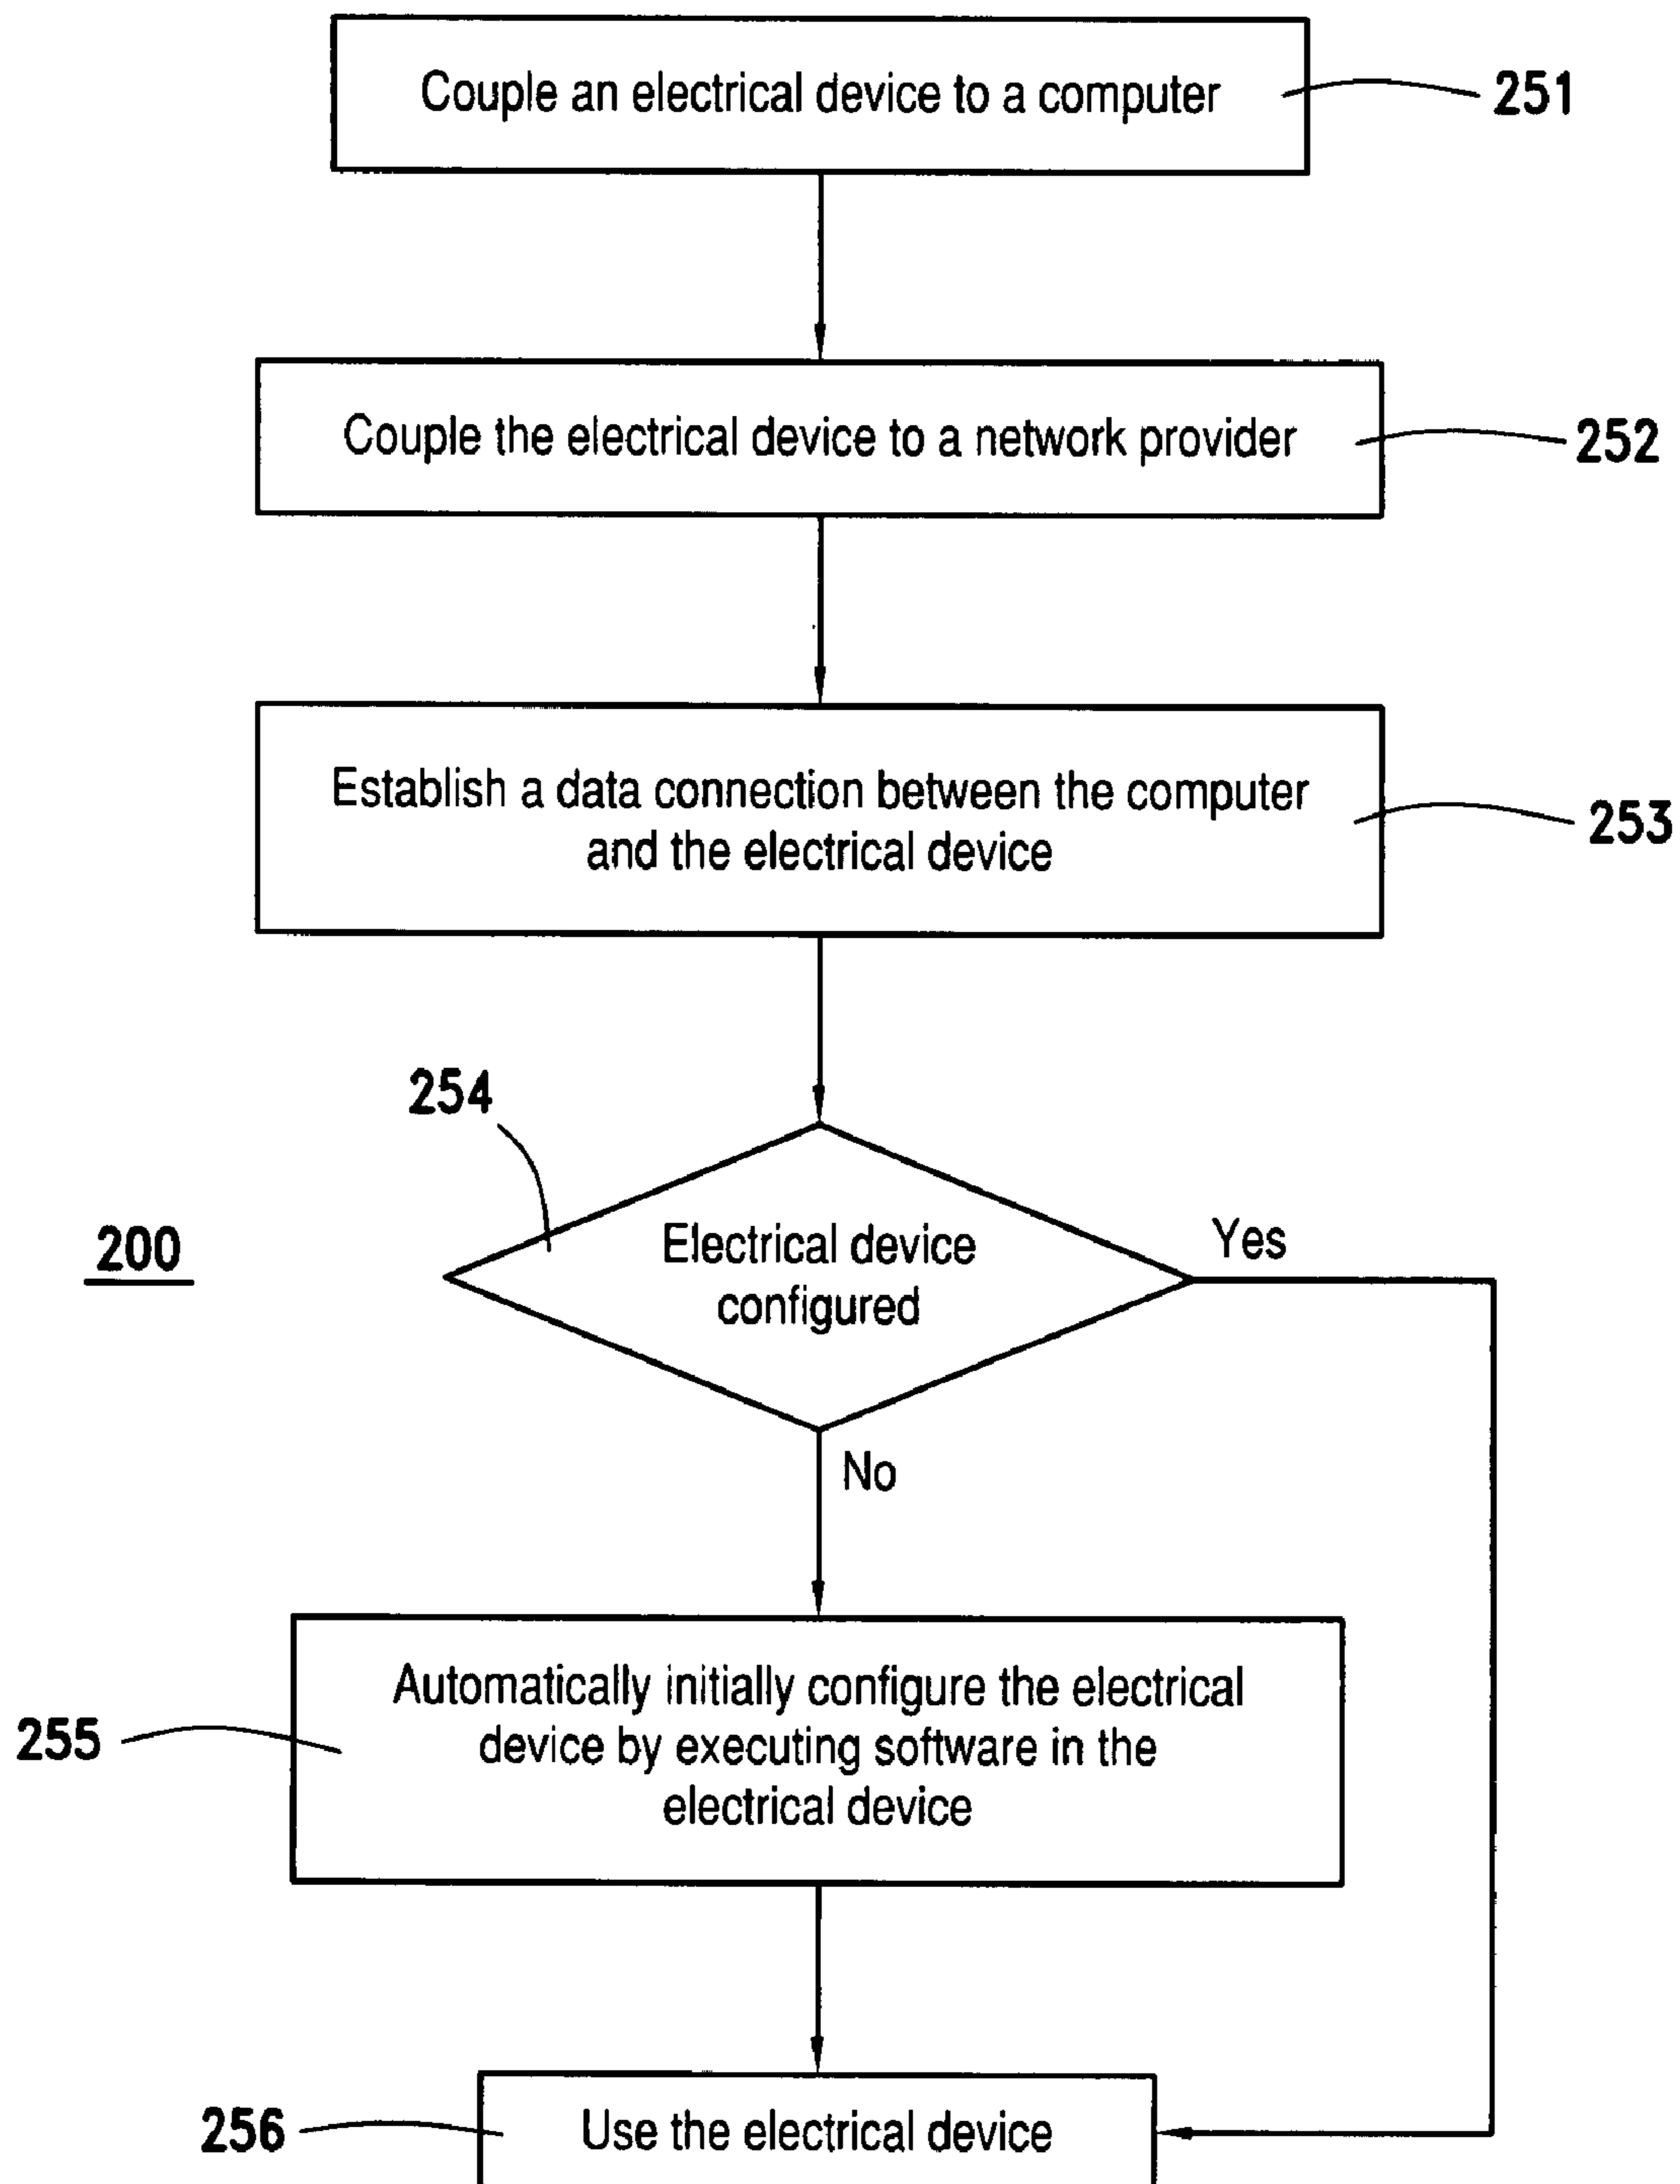 Couple an electrical device to a computer
251
Couple the electrical device to a network provider
252
Establish a data connection between the computer
and the electrical device
253
254
200
Electrical device
configured
Yes
No
Automatically initially configure the electrical
device by executing software in the
electrical device
255
256
Use the electrical device